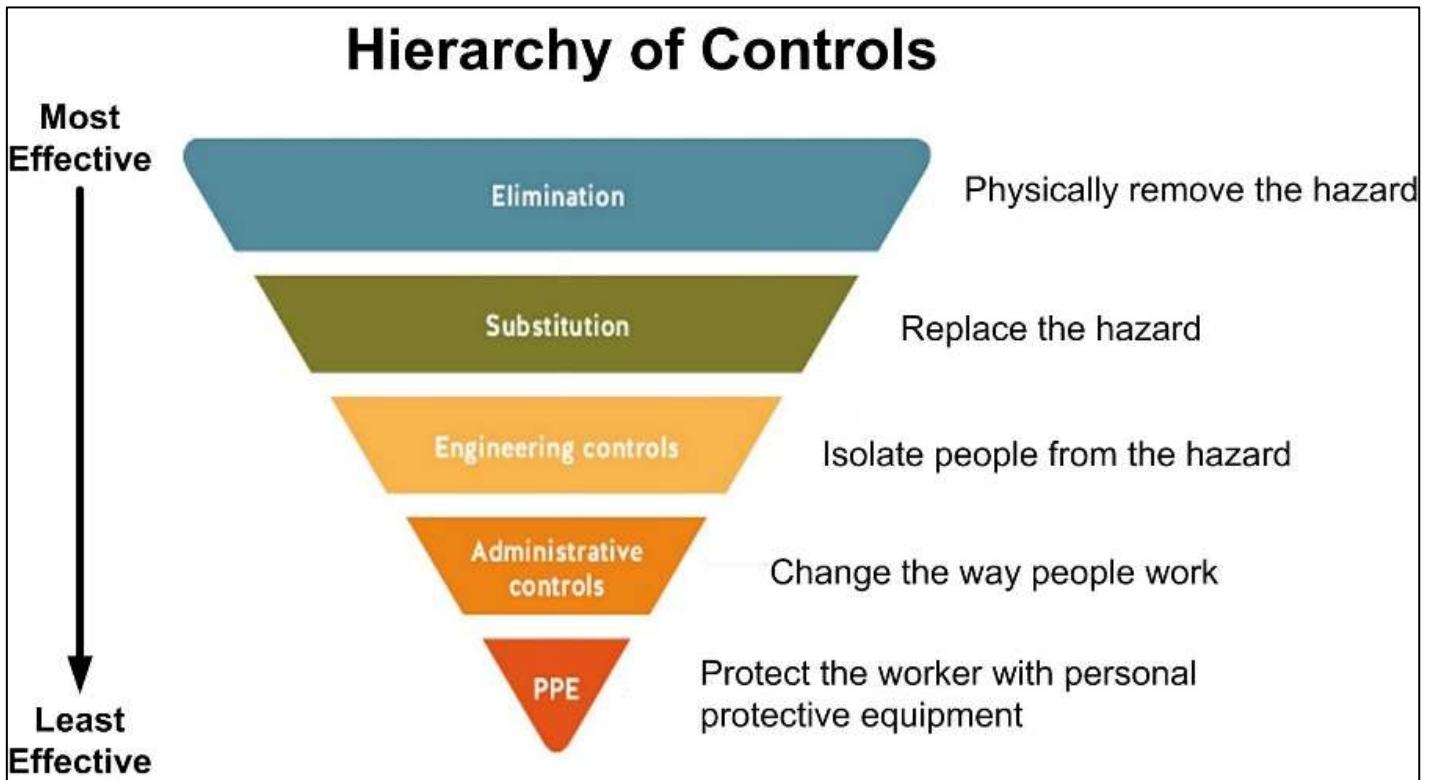 Hierarchy of Controls
Most
Effective
Elimination
Physically remove the hazard
Substitution
Replace the hazard
Engineering controls
Isolate people from the hazard
Administrative
controls
Change the way people work
PPE
Protect the worker with personal
protective equipment
Least
Effective